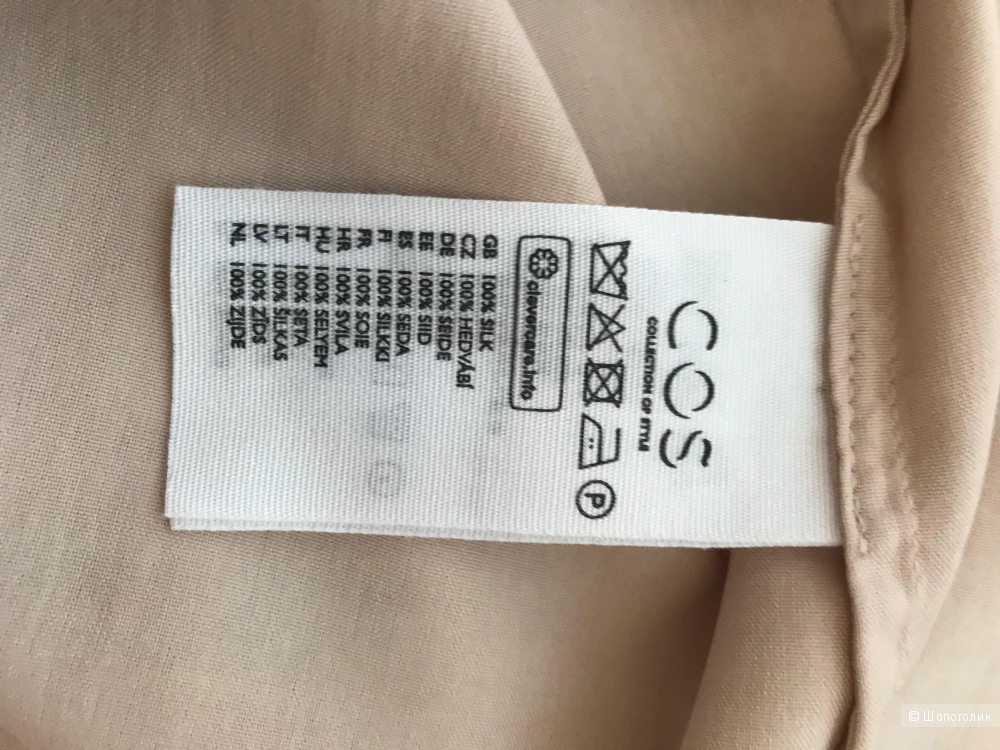 COS
COLLECTION OF STYLE
P
clevercare.info
GB 100% SILK
CZ 100% HEDVÁBÍ
DE 100% SEIDE
EE 100% SIID
ES 100% SEDA
FI 100% SILKKI
FR 100% SOIE
HR 100% SVILA
HU 100% SELYEM
IT 100% SETA
LT 100% ŠILKAS
LV 100% ZĪDS
NL 100% ZIJDE
© Шопоголик